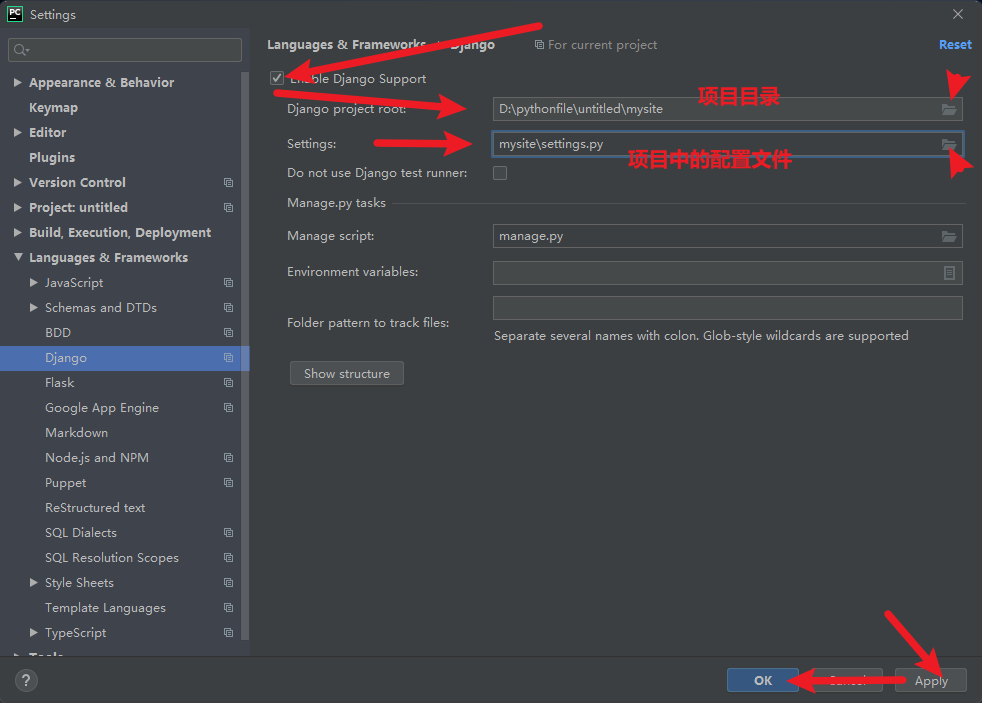 PC Settings
Languages & Frameworks › Django For current project Reset
Appearance & Behavior
Keymap
Editor
Plugins
Version Control
Project: untitled
Build, Execution, Deployment
Languages & Frameworks
JavaScript
Schemas and DTDs
BDD
Django
Flask
Google App Engine
Markdown
Node.js and NPM
Puppet
ReStructured text
SQL Dialects
SQL Resolution Scopes
Style Sheets
Template Languages
TypeScript
Tools
Enable Django Support
Django project root: D:\pythonfile\untitled\mysite 项目目录
Settings: mysite\settings.py
项目中的配置文件
Do not use Django test runner:
Manage.py tasks
Manage script: manage.py
Environment variables:
Folder pattern to track files:
Separate several names with colon. Glob-style wildcards are supported
Show structure
? OK Cancel Apply